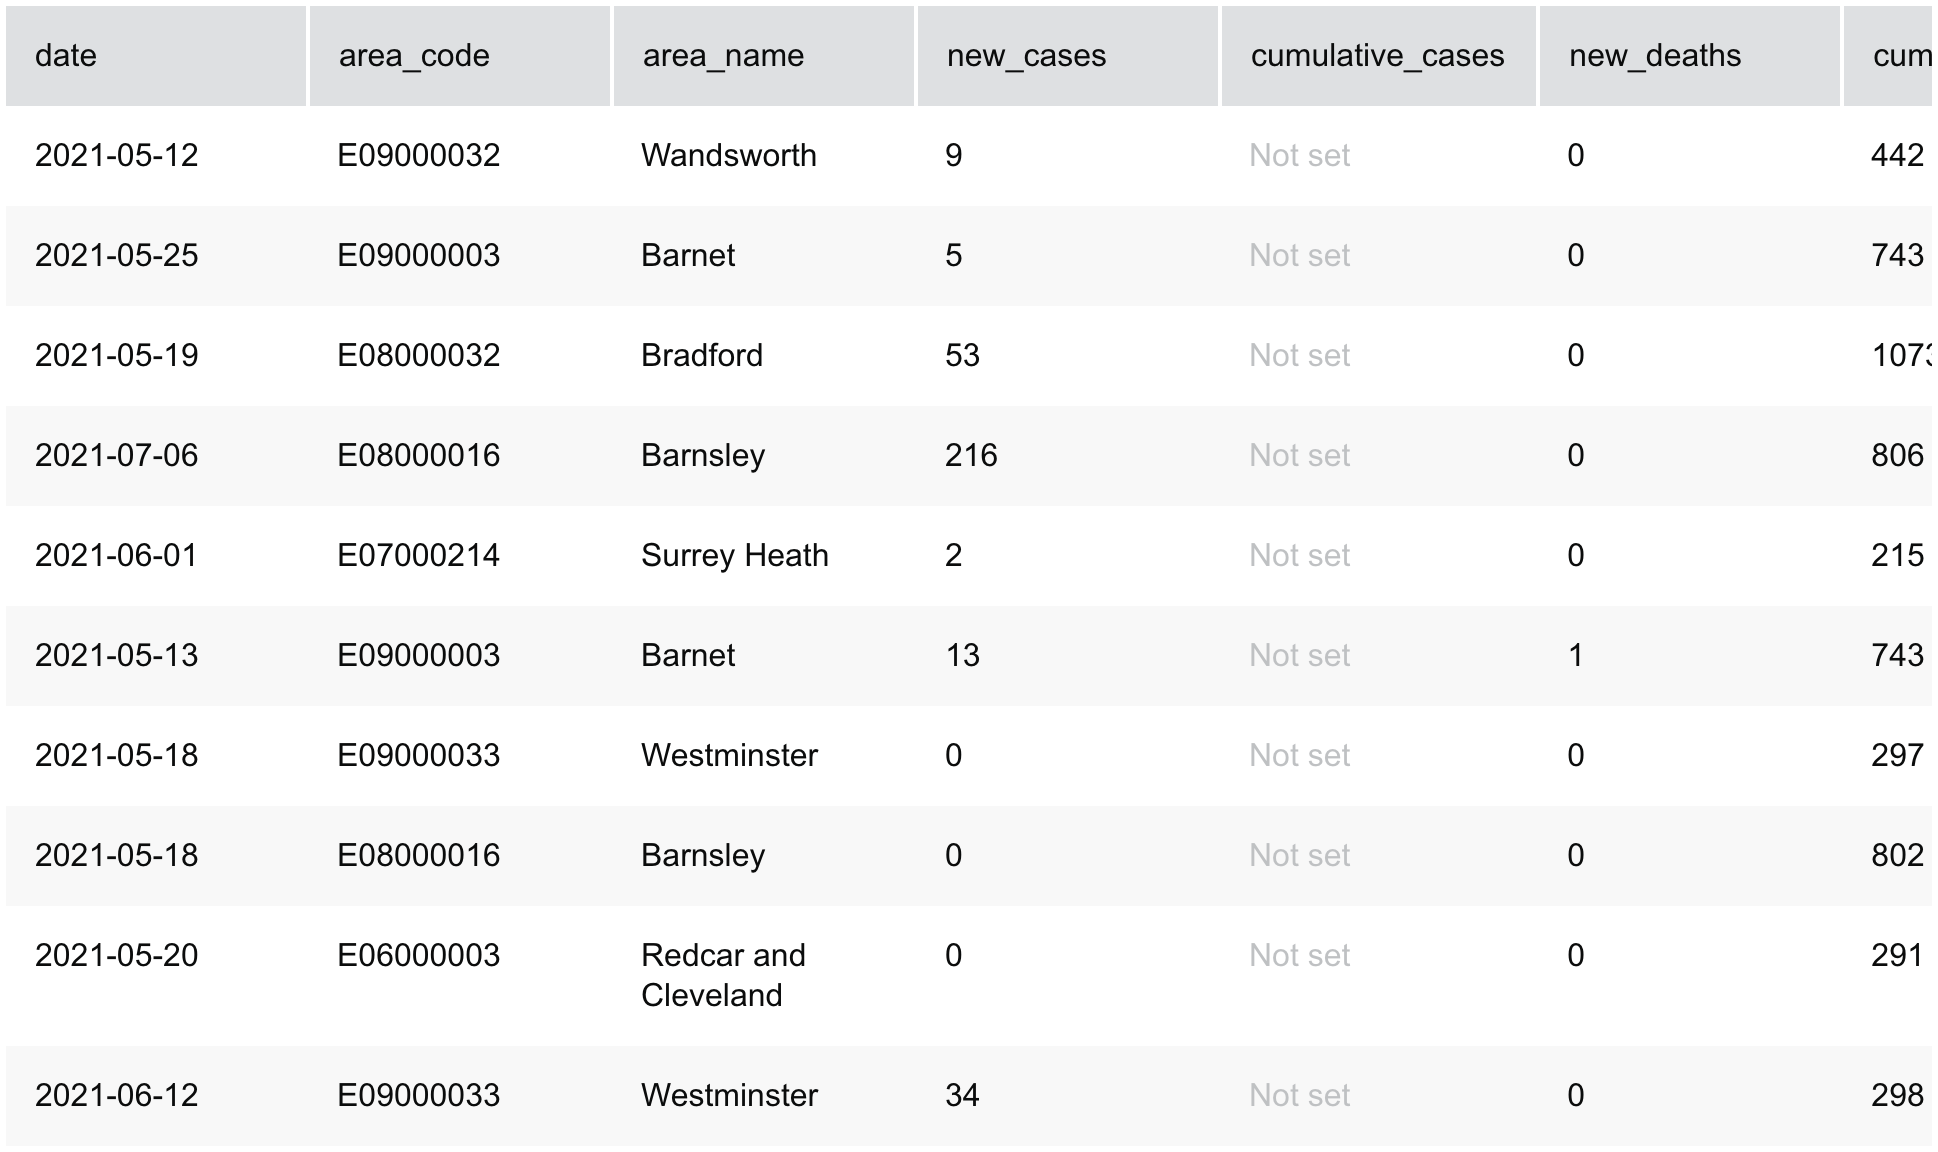 date area_code area_name new_cases cumulative_cases new_deaths cum
2021-05-12 E09000032 Wandsworth 9 Not set 0 442
2021-05-25 E09000003 Barnet 5 Not set 0 743
2021-05-19 E08000032 Bradford 53 Not set 0 1073
2021-07-06 E08000016 Barnsley 216 Not set 0 806
2021-06-01 E07000214 Surrey Heath 2 Not set 0 215
2021-05-13 E09000003 Barnet 13 Not set 1 743
2021-05-18 E09000033 Westminster 0 Not set 0 297
2021-05-18 E08000016 Barnsley 0 Not set 0 802
2021-05-20 E06000003 Redcar and 0 Not set 0 291
Cleveland
2021-06-12 E09000033 Westminster 34 Not set 0 298